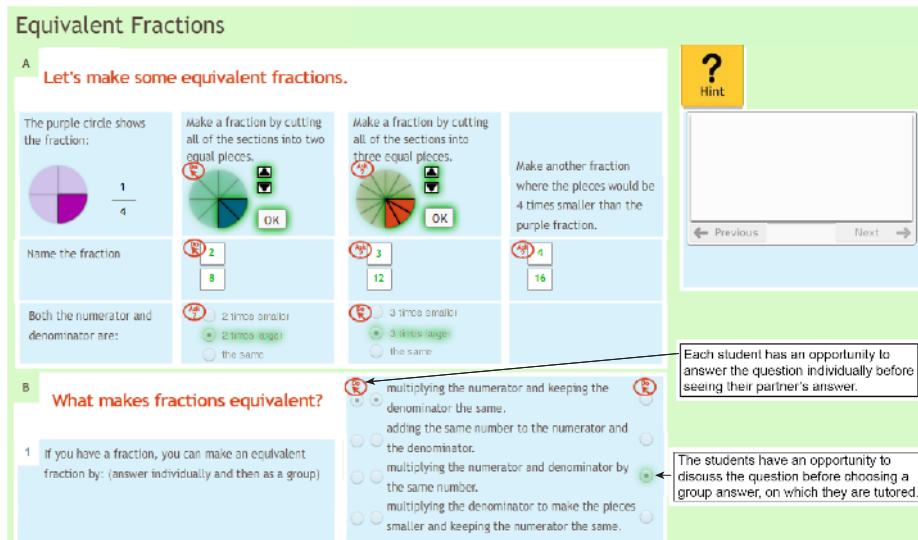 Equivalent Fractions
A
Let's make some equivalent fractions.
The purple circle shows
the fraction:
1
4
Make a fraction by cutting
all of the sections into two
equal pieces.
Do
OK
Make a fraction by cutting
all of the sections into
three equal pieces.
Ask
?
OK
Make another fraction
where the pieces would be
4 times smaller than the
purple fraction.
Name the fraction
Do
2
8
Ask
?
3
12
Ask
?
4
16
Both the numerator and
denominator are:
Ask
?
2 times smaller
2 times larger
the same
Do
3 times smaller
3 times larger
the same
B
What makes fractions equivalent?
1 If you have a fraction, you can make an equivalent
fraction by: (answer individually and then as a group)
Do
Do
multiplying the numerator and keeping the
denominator the same.
adding the same number to the numerator and
the denominator.
multiplying the numerator and denominator by
the same number.
multiplying the denominator to make the pieces
smaller and keeping the numerator the same.
?
Hint
Previous
Next
Each student has an opportunity to
answer the question individually before
seeing their partner's answer.
The students have an opportunity to
discuss the question before choosing a
group answer, on which they are tutored.